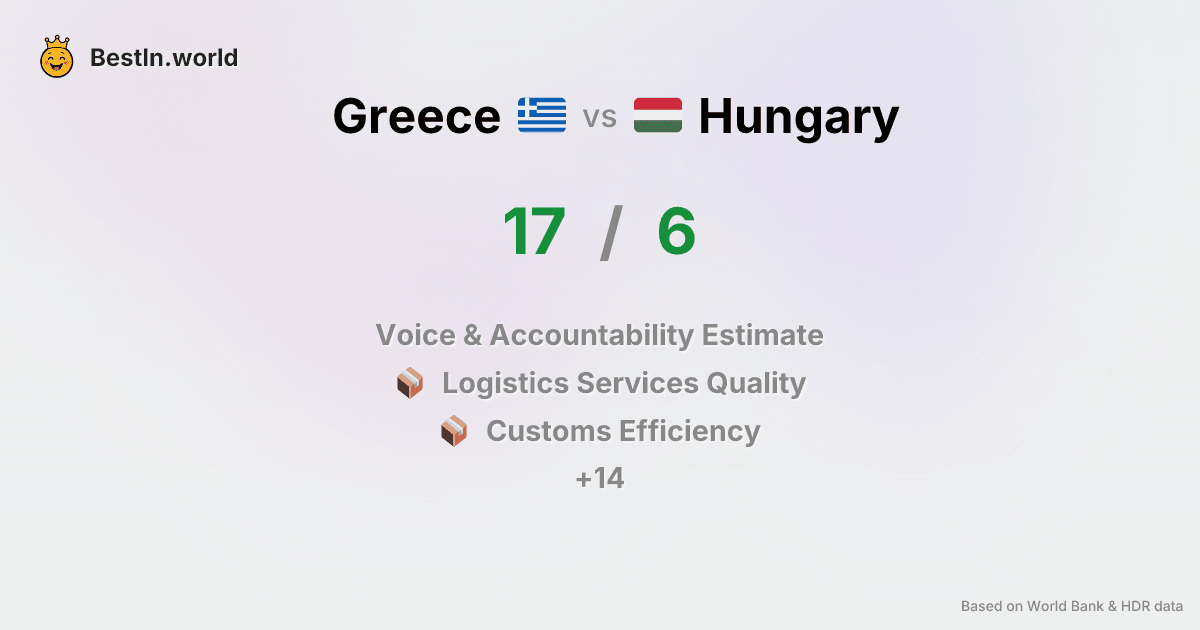 BestIn.world
Greece vs Hungary
17 / 6
Voice & Accountability Estimate
Logistics Services Quality
Customs Efficiency
+14
Based on World Bank & HDR data